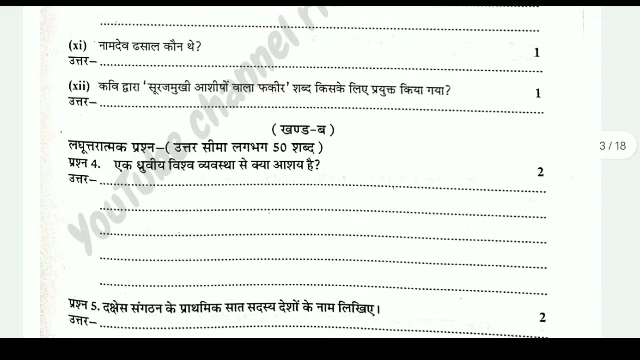 (xi) नामदेव ढसाल कौन थे? 1
उत्तर–
(xii) कवि द्वारा ‘सूरजमुखी आशीषों वाला फकीर’ शब्द किसके लिए प्रयुक्त किया गया? 1
उत्तर–
(खण्ड-ब)
लघूत्तरात्मक प्रश्न–( उत्तर सीमा लगभग 50 शब्द )
प्रश्न 4. एक ध्रुवीय विश्व व्यवस्था से क्या आशय है? 2
उत्तर–
प्रश्न 5. दक्षेस संगठन के प्राथमिक सात सदस्य देशों के नाम लिखिए। 2
उत्तर–
3 / 18
YouTube channel